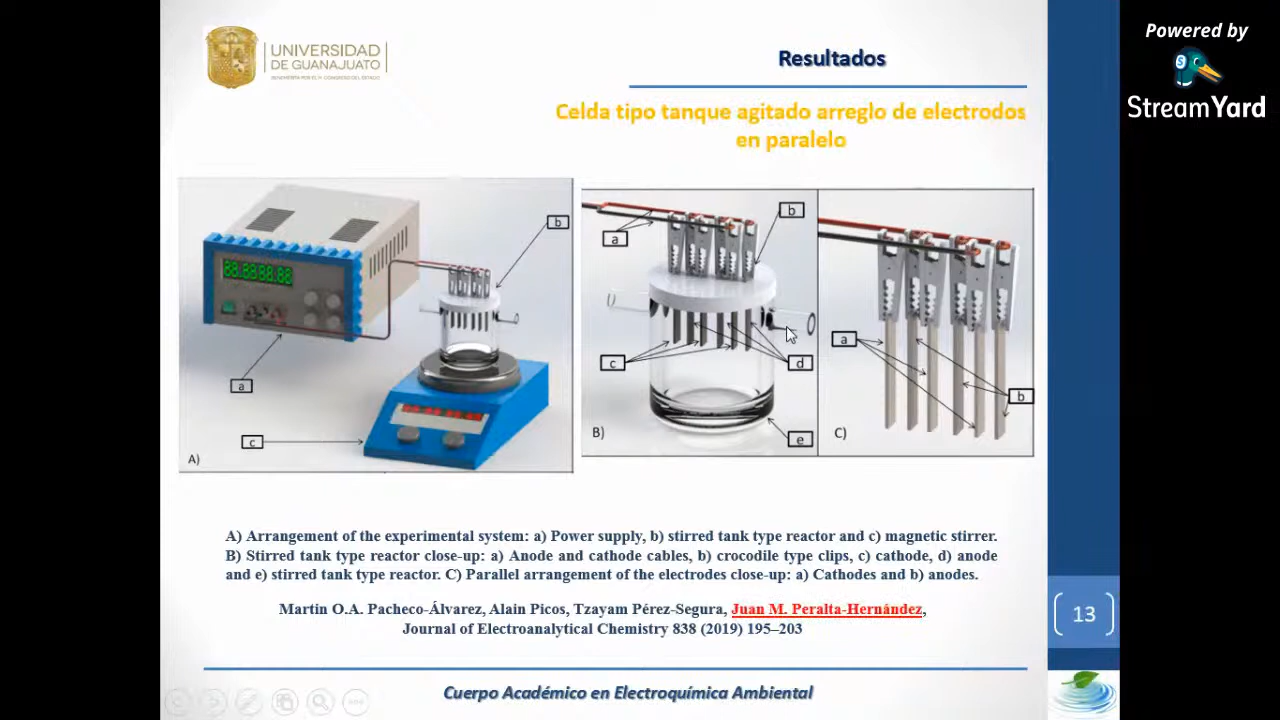 Powered by
StreamYard
UNIVERSIDAD
DE GUANAJUATO
Resultados
Celda tipo tanque agitado arreglo de electrodos
en paralelo
b
a
c
A)
a
b
c
d
e
B)
a
b
C)
A) Arrangement of the experimental system: a) Power supply, b) stirred tank type reactor and c) magnetic stirrer.
B) Stirred tank type reactor close-up: a) Anode and cathode cables, b) crocodile type clips, c) cathode, d) anode
and e) stirred tank type reactor. C) Parallel arrangement of the electrodes close-up: a) Cathodes and b) anodes.
Martin O.A. Pacheco-Álvarez, Alain Picos, Tzayam Pérez-Segura, Juan M. Peralta-Hernández,
Journal of Electroanalytical Chemistry 838 (2019) 195–203
13
Cuerpo Académico en Electroquímica Ambiental